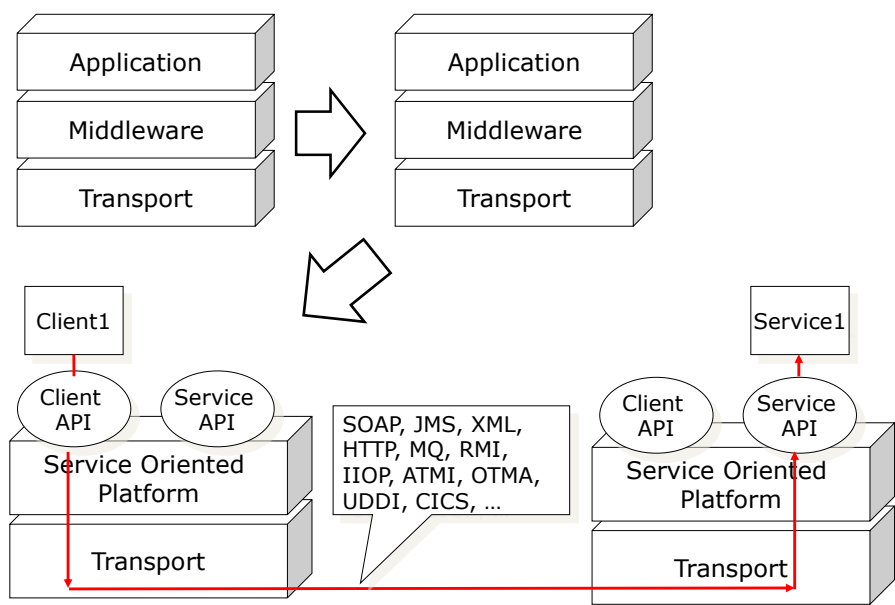 Application
Middleware
Transport
Application
Middleware
Transport
Client1
Client
API
Service
API
Service Oriented
Platform
Transport
SOAP, JMS, XML,
HTTP, MQ, RMI,
IIOP, ATMI, OTMA,
UDDI, CICS, …
Service1
Client
API
Service
API
Service Oriented
Platform
Transport